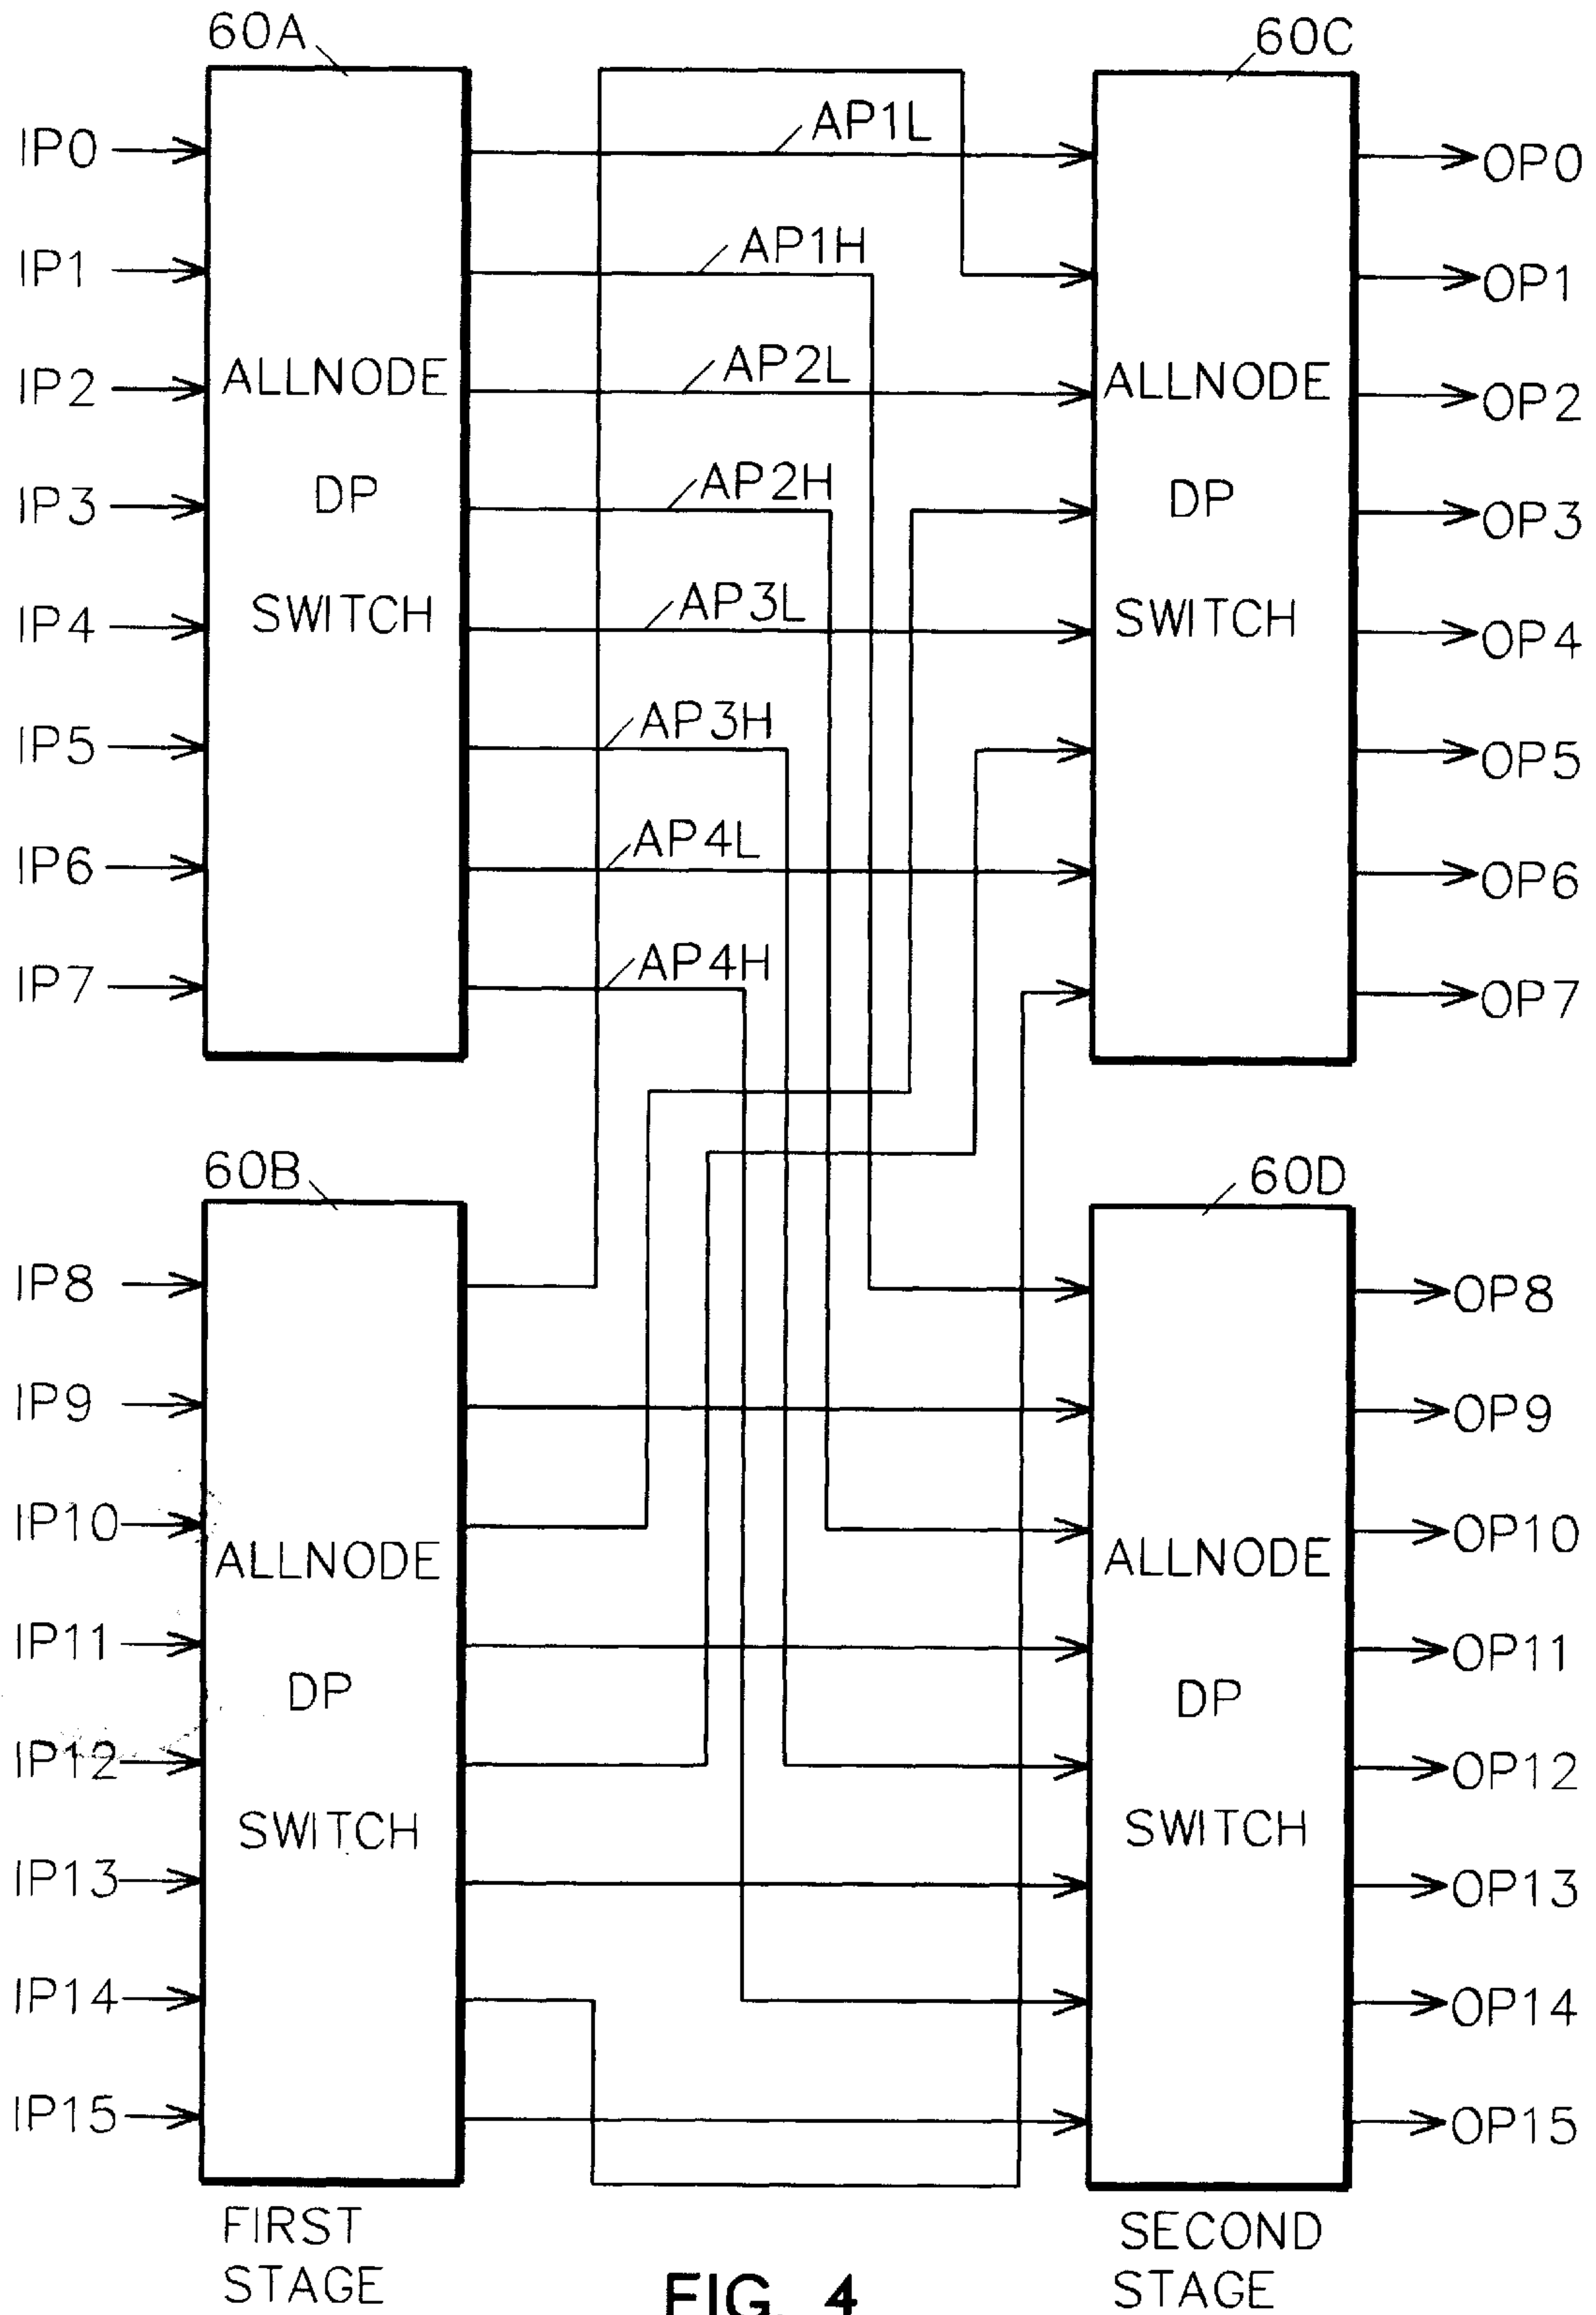 60A
60C
IP0
AP1L
OP0
IP1
AP1H
OP1
IP2
ALLNODE
AP2L
ALLNODE
OP2
IP3
DP
AP2H
DP
OP3
IP4
SWITCH
AP3L
SWITCH
OP4
IP5
AP3H
OP5
IP6
AP4L
OP6
IP7
AP4H
OP7
60B
60D
IP8
OP8
IP9
OP9
IP10
OP10
ALLNODE
ALLNODE
IP11
OP11
DP
DP
IP12
OP12
SWITCH
SWITCH
IP13
OP13
IP14
OP14
IP15
OP15
FIRST
STAGE
SECOND
STAGE
FIG. 4